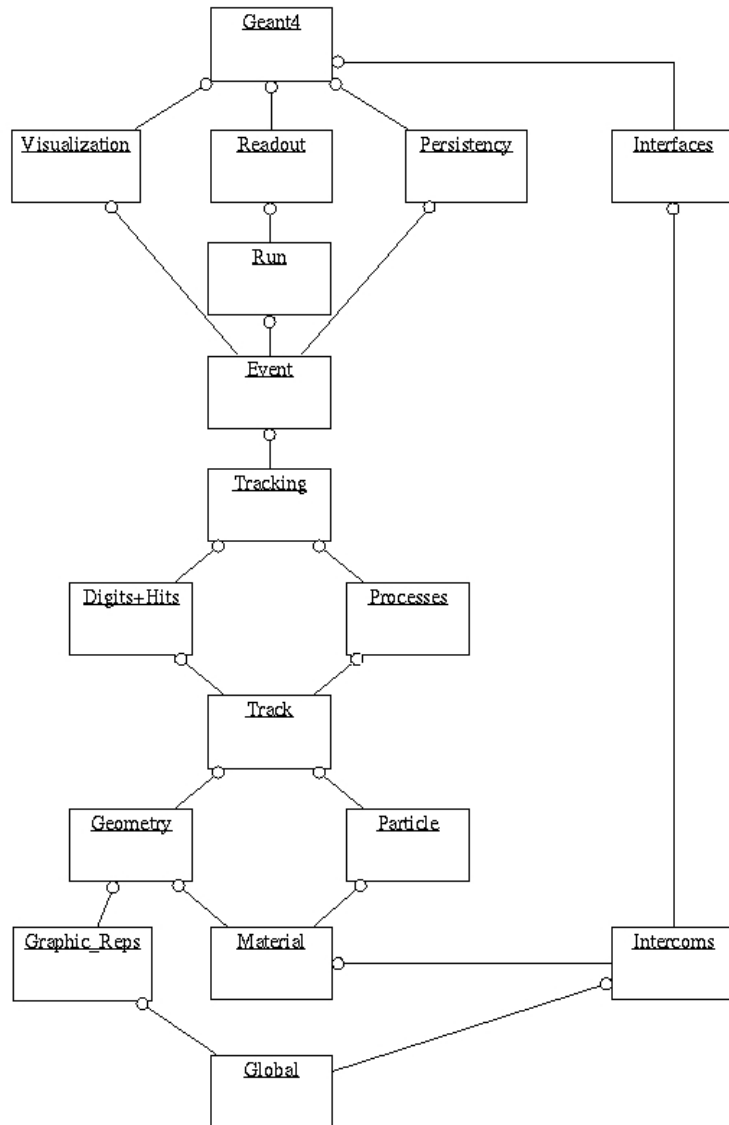 Geant4
Visualization
Readout
Persistency
Interfaces
Run
Event
Tracking
Digits+Hits
Processes
Track
Geometry
Particle
Graphic_Reps
Material
Intercoms
Global